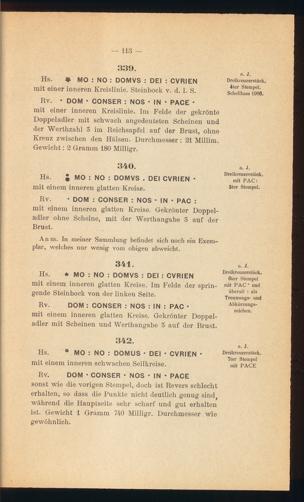 — 113 —
339.
Hs. MO : NO : DOMVS : DEI : CVRIEN
mit einer inneren Kreislinie. Steinbock v. d. l. S.
o. J.
Dreikreuzerstück,
4ter Stempel.
Rv. · DOM · CONSER : NOS · IN · PACE ·
mit einer inneren Kreislinie. Im Felde der gekrönte
Doppeladler mit schwach angedeuteten Scheinen und
der Werthzahl 3 im Reichsapfel auf der Brust, ohne
Kreuz zwischen den Hälsen. Durchmesser: 21 Millim.
Gewicht: 2 Gramm 180 Milligr.
340.
Hs. MO : NO : DOMVS . DEI CVRIEN ·
mit einem inneren glatten Kreise.
o. J.
Dreikreuzerstück,
mit PAC:
5ter Stempel.
Rv. · DOM : CONSER : NOS · IN · PAC :
mit einem inneren glatten Kreise. Gekrönter Doppel-
adler ohne Scheine, mit der Werthangabe 3 auf der
Brust.
Anm. In meiner Sammlung befindet sich noch ein Exem-
plar, welches nur wenig vom obigen abweicht.
341.
Hs. * MO : NO : DOMVS : DEI : CVRIEN
mit einem inneren glatten Kreise. Im Felde der sprin-
gende Steinbock von der linken Seite.
o. J.
Dreikreuzerstück,
6ter Stempel
mit PAC · und
überall : als
Trennungs- und
Abkürzungs-
zeichen.
Rv. DOM : CONSER : NOS : IN : PAC ·
mit einem inneren glatten Kreise. Gekrönter Doppel-
adler mit Scheinen und Werthangabe 3 auf der Brust.
342.
Hs. * MO : NO : DOMUS · DEI · CVRIEN ·
mit einem inneren schwachen Seilkreise.
o. J.
Dreikreuzerstück,
7ter Stempel
mit PACE
Rv. DOM · CONSER · NOS · IN · PACE
sonst wie die vorigen Stempel, doch ist Revers schlecht
erhalten, so dass die Punkte nicht deutlich genug sind,
während die Hauptseite sehr scharf und gut erhalten
ist. Gewicht 1 Gramm 740 Milligr. Durchmesser wie
gewöhnlich.